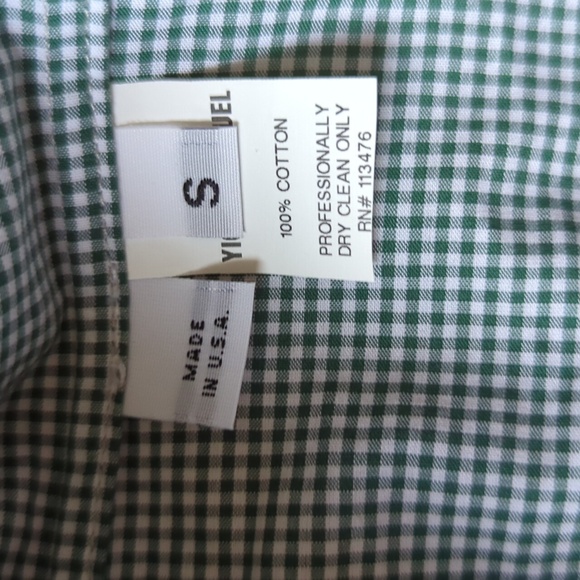 S
100% COTTON
PROFESSIONALLY
DRY CLEAN ONLY
RN# 113476
MADE
IN U.S.A.